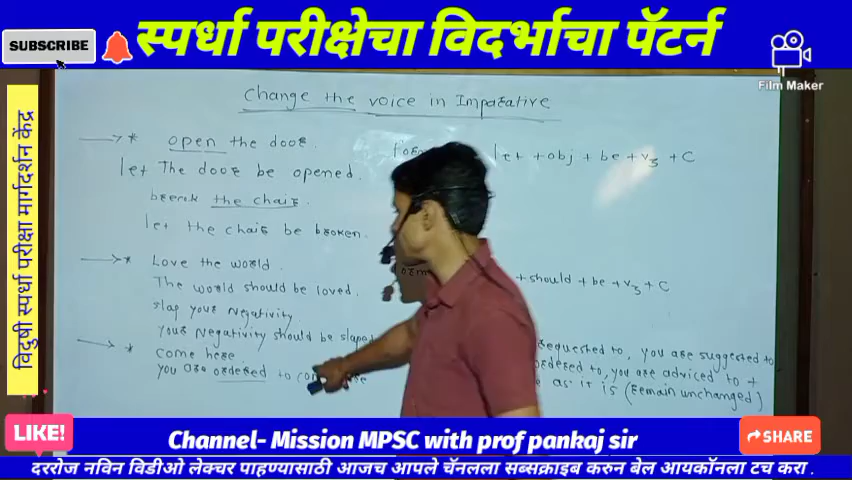 स्पर्धा परीक्षेचा विदर्भाचा पॅटर्न
SUBSCRIBE
Film Maker
विदुषी स्पर्धा परीक्षा मार्गदर्शन केंद्र
Change the voice in Imparative
* open the door.
let The door be opened.
break the chair.
let the chair be broken.
let + obj + be + v3 + C
* Love the world.
The world should be loved.
slap your Negativity
your Negativity should be slaped
+ should + be + v3 + C
* come here
you are ordered to
requested to, you are suggested to
ordered to, you are adviced to +
as it is (remain unchanged)
LIKE!
Channel- Mission MPSC with prof pankaj sir
SHARE
दररोज नविन विडीओ लेक्चर पाहण्यासाठी आजच आपले चॅनलला सब्सक्राइब करुन बेल आयकॉनला टच करा .